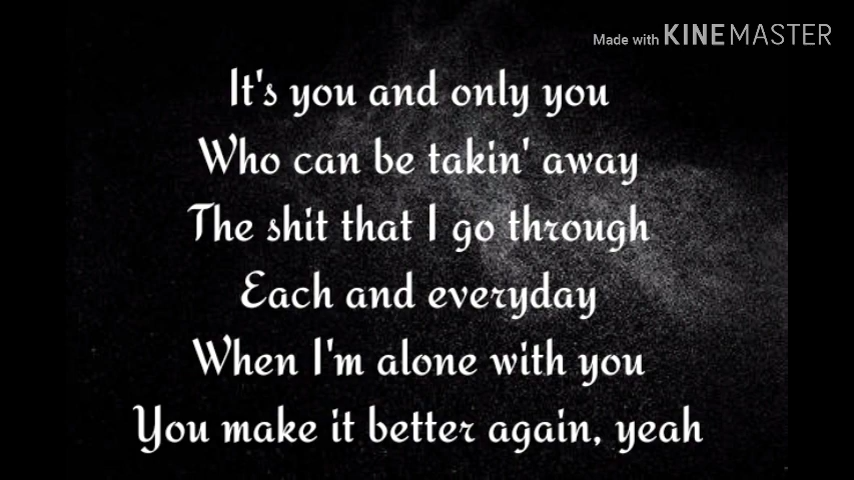 Made with KINEMASTER
It's you and only you
Who can be takin' away
The shit that I go through
Each and everyday
When I'm alone with you
You make it better again, yeah